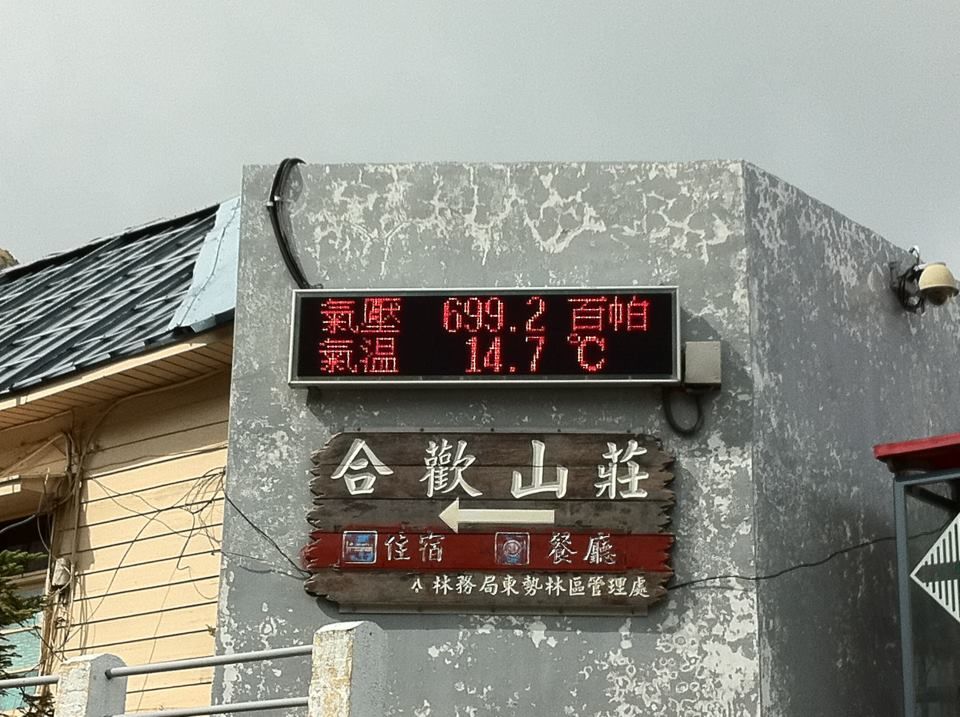 氣壓 699.2 百帕
氣溫 14.7 ℃
合歡山莊
住宿 餐廳
林務局東勢林區管理處